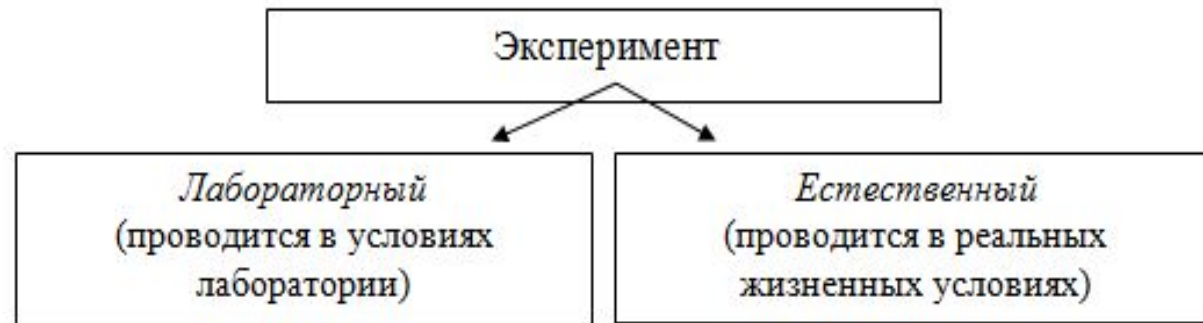 Эксперимент
Лабораторный
(проводится в условиях
лаборатории)
Естественный
(проводится в реальных
жизненных условиях)